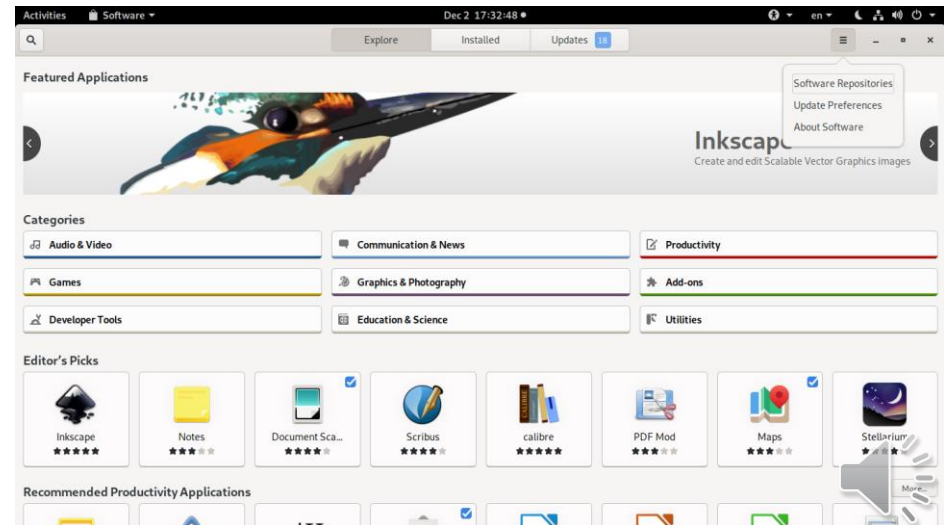 Activities Software Dec 2 17:32:48 en
Explore Installed Updates 18
Featured Applications
Software Repositories
Update Preferences
About Software
Inkscape
Create and edit Scalable Vector Graphics images
Categories
Audio & Video Communication & News Productivity
Games Graphics & Photography Add-ons
Developer Tools Education & Science Utilities
Editor's Picks
CALIBRE
Inkscape Notes Document Sca... Scribus calibre PDF Mod Maps Stellarium
Recommended Productivity Applications More...